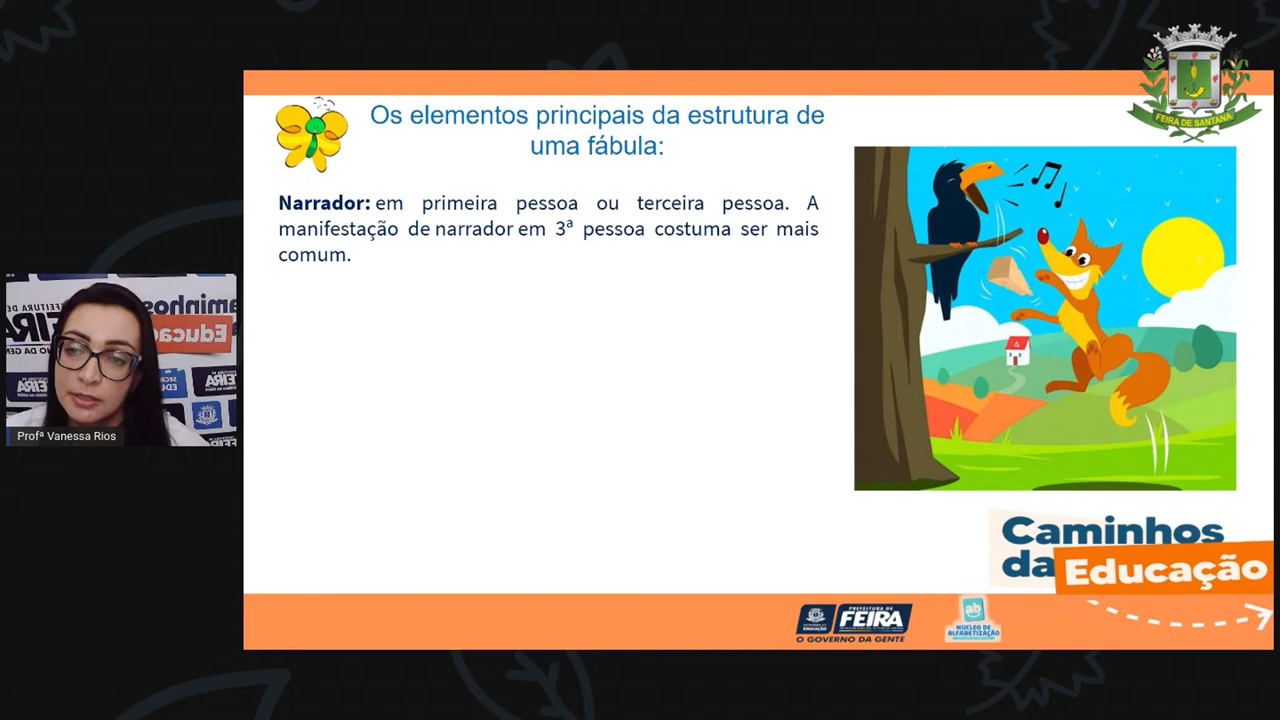 FEIRA DE SANTANA
Os elementos principais da estrutura de
uma fábula:
Narrador: em primeira pessoa ou terceira pessoa. A
manifestação de narrador em 3ª pessoa costuma ser mais
comum.
Profª Vanessa Rios
Caminhos
da Educação
PREFEITURA DE
FEIRA
O GOVERNO DA GENTE
ab
NÚCLEO DE
ALFABETIZAÇÃO